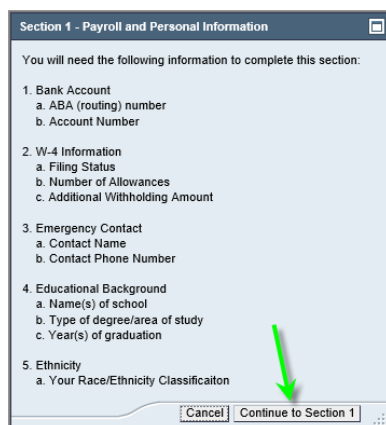 Section 1 - Payroll and Personal Information
You will need the following information to complete this section:
1. Bank Account
a. ABA (routing) number
b. Account Number
2. W-4 Information
a. Filing Status
b. Number of Allowances
c. Additional Withholding Amount
3. Emergency Contact
a. Contact Name
b. Contact Phone Number
4. Educational Background
a. Name(s) of school
b. Type of degree/area of study
c. Year(s) of graduation
5. Ethnicity
a. Your Race/Ethnicity Classificaiton
Cancel Continue to Section 1